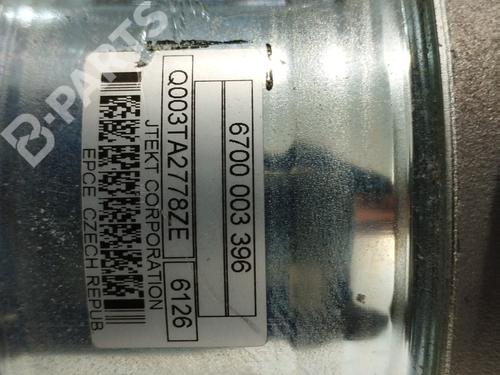 6700 003 396
Q003TA2778ZE 6126
JTEKT CORPORATION
EPCE CZECH REPUB
B-PARTS